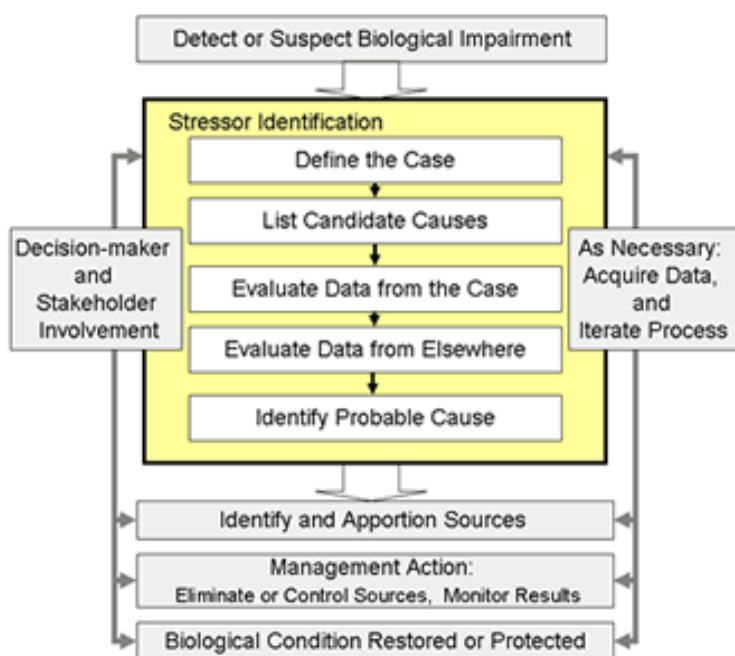 Detect or Suspect Biological Impairment
Stressor Identification
Define the Case
List Candidate Causes
Evaluate Data from the Case
Evaluate Data from Elsewhere
Identify Probable Cause
Decision-maker
and
Stakeholder
Involvement
As Necessary:
Acquire Data,
and
Iterate Process
Identify and Apportion Sources
Management Action:
Eliminate or Control Sources, Monitor Results
Biological Condition Restored or Protected